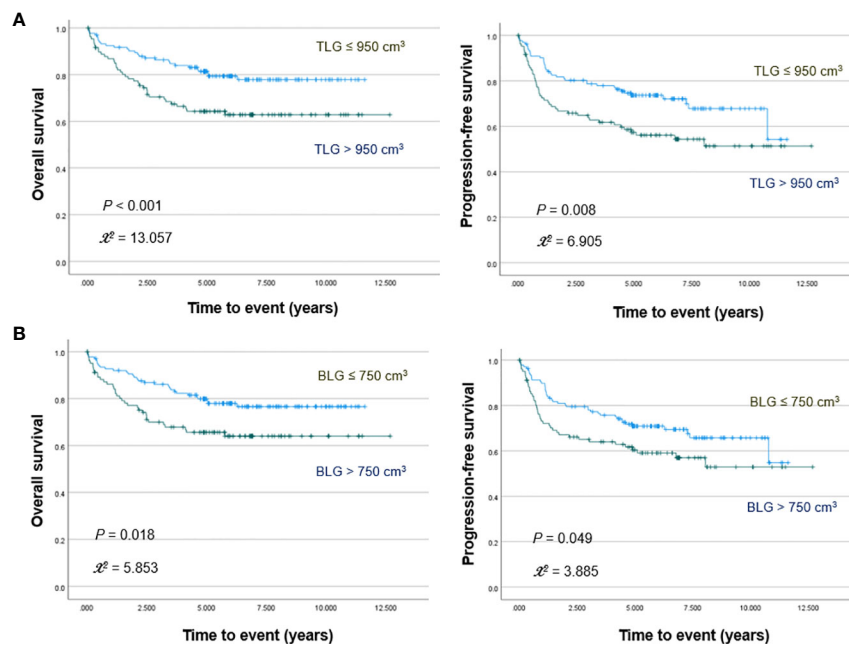 A
Overall survival
1.0
0.8
0.6
0.4
0.2
0.0
TLG ≤ 950 cm³
TLG > 950 cm³
P < 0.001
𝓧² = 13.057
.000 2.500 5.000 7.500 10.000 12.500
Time to event (years)
Progression-free survival
1.0
0.8
0.6
0.4
0.2
0.0
TLG ≤ 950 cm³
TLG > 950 cm³
P = 0.008
𝓧² = 6.905
.000 2.500 5.000 7.500 10.000 12.500
Time to event (years)
B
Overall survival
1.0
0.8
0.6
0.4
0.2
0.0
BLG ≤ 750 cm³
BLG > 750 cm³
P = 0.018
𝓧² = 5.853
.000 2.500 5.000 7.500 10.000 12.500
Time to event (years)
Progression-free survival
1.0
0.8
0.6
0.4
0.2
0.0
BLG ≤ 750 cm³
BLG > 750 cm³
P = 0.049
𝓧² = 3.885
.000 2.500 5.000 7.500 10.000 12.500
Time to event (years)